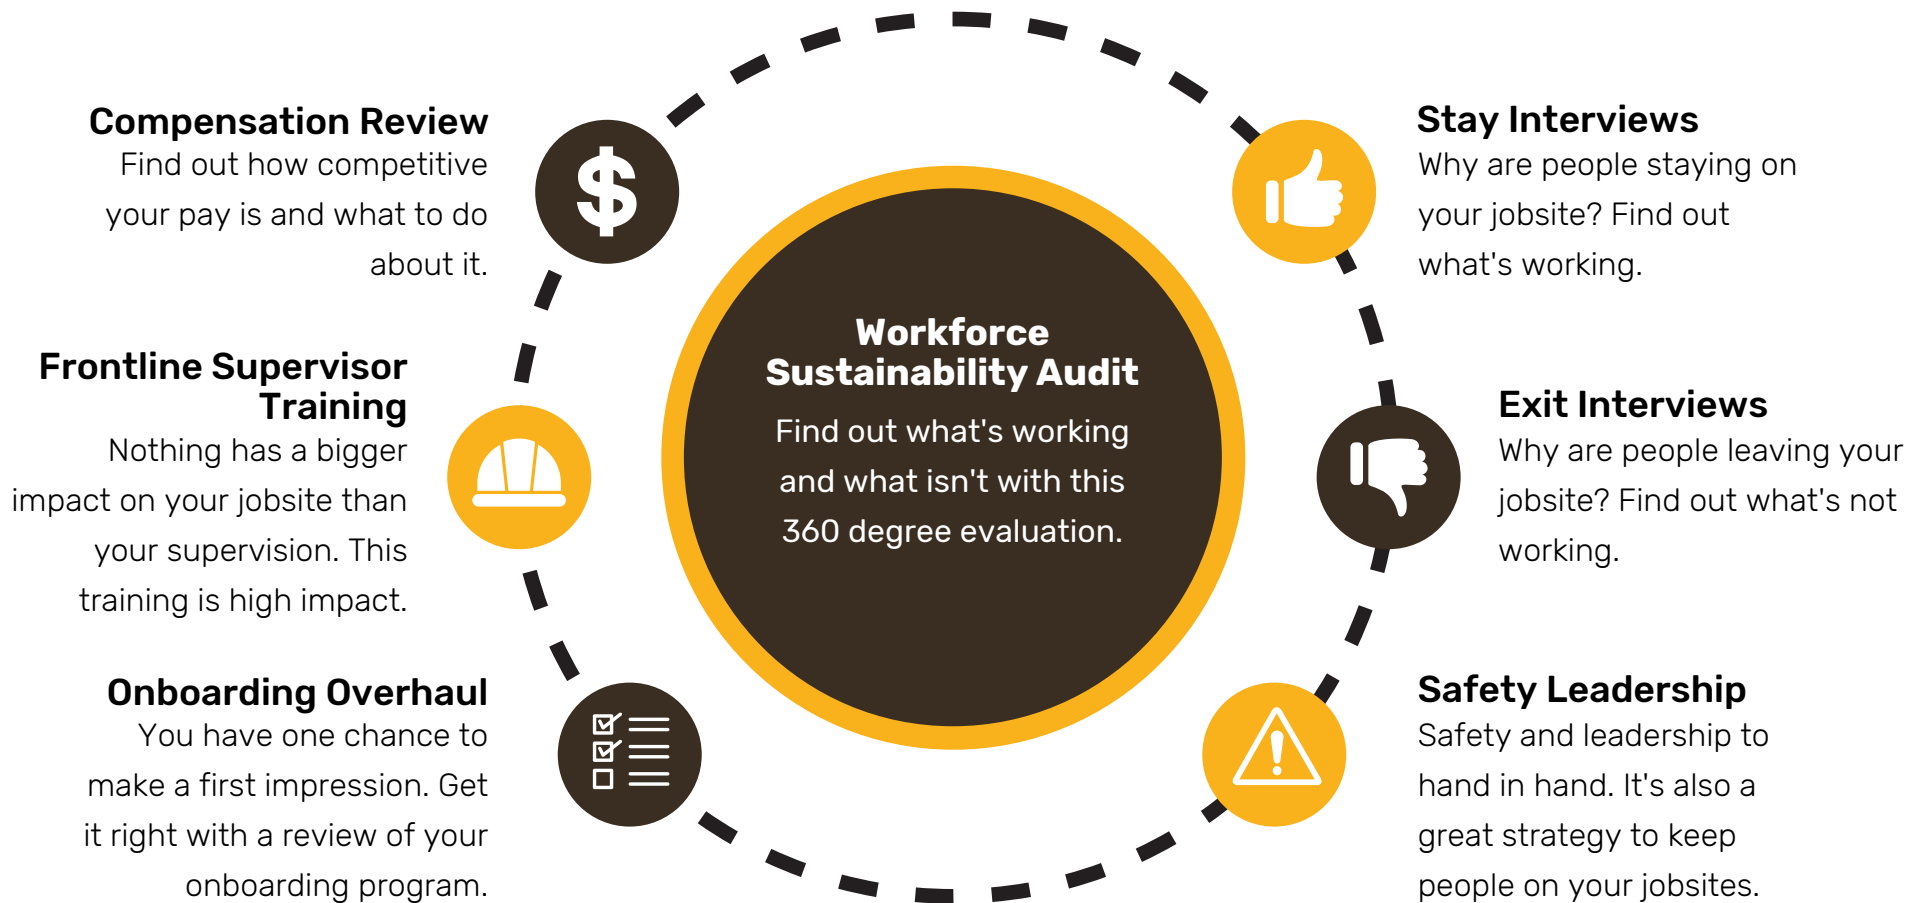 Compensation Review
Find out how competitive
your pay is and what to do
about it.
Frontline Supervisor
Training
Nothing has a bigger
impact on your jobsite than
your supervision. This
training is high impact.
Onboarding Overhaul
You have one chance to
make a first impression. Get
it right with a review of your
onboarding program.
Workforce
Sustainability Audit
Find out what's working
and what isn't with this
360 degree evaluation.
Stay Interviews
Why are people staying on
your jobsite? Find out
what's working.
Exit Interviews
Why are people leaving your
jobsite? Find out what's not
working.
Safety Leadership
Safety and leadership to
hand in hand. It's also a
great strategy to keep
people on your jobsites.